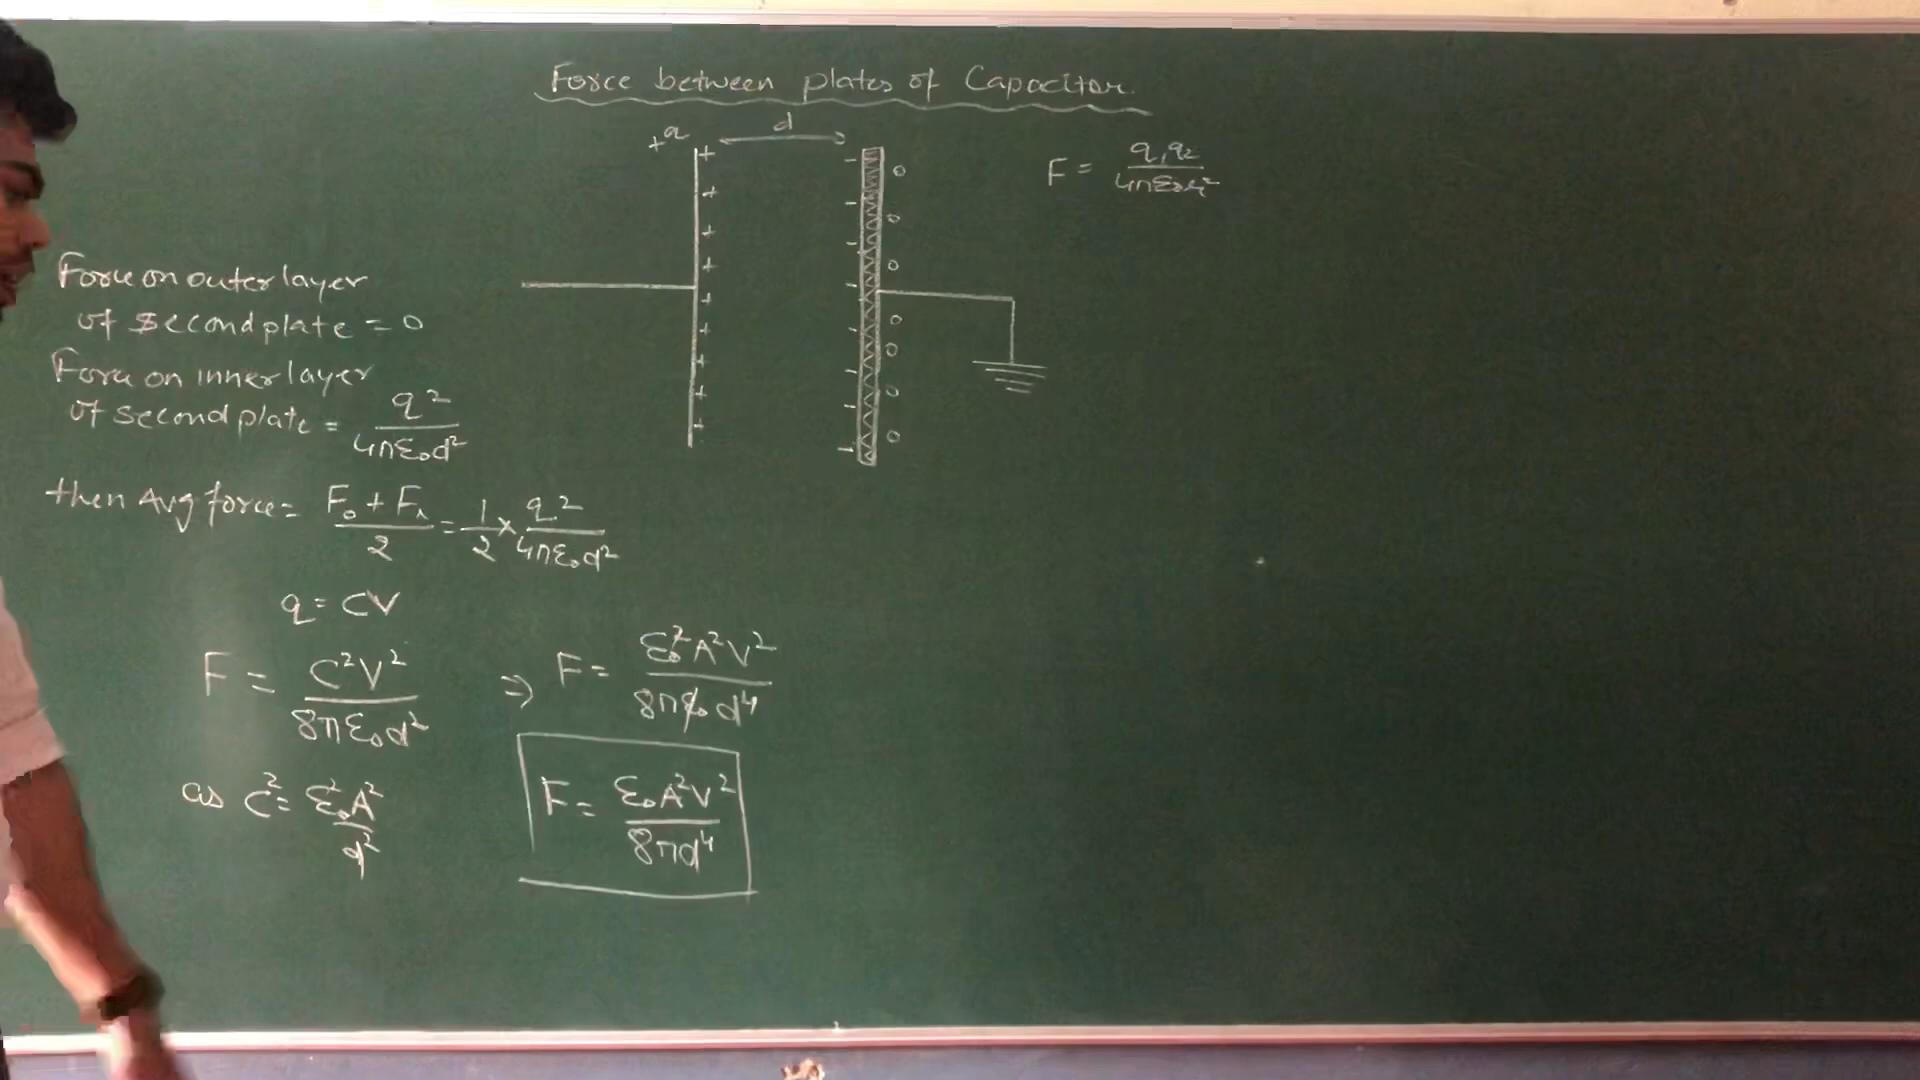 Force between plates of Capacitor.
+q
d
F = q1q2 / 4πε0r²
Force on outer layer
of second plate = 0
Force on inner layer
of second plate = q² / 4πε0d²
then Avg force = (F0 + Fi) / 2 = 1/2 × q² / 4πε0d²
q = CV
F = C²V² / 8πε0d²
⇒ F = ε0²A²V² / 8πε0d⁴
as C² = ε0²A² / d²
F = ε0A²V² / 8πd⁴